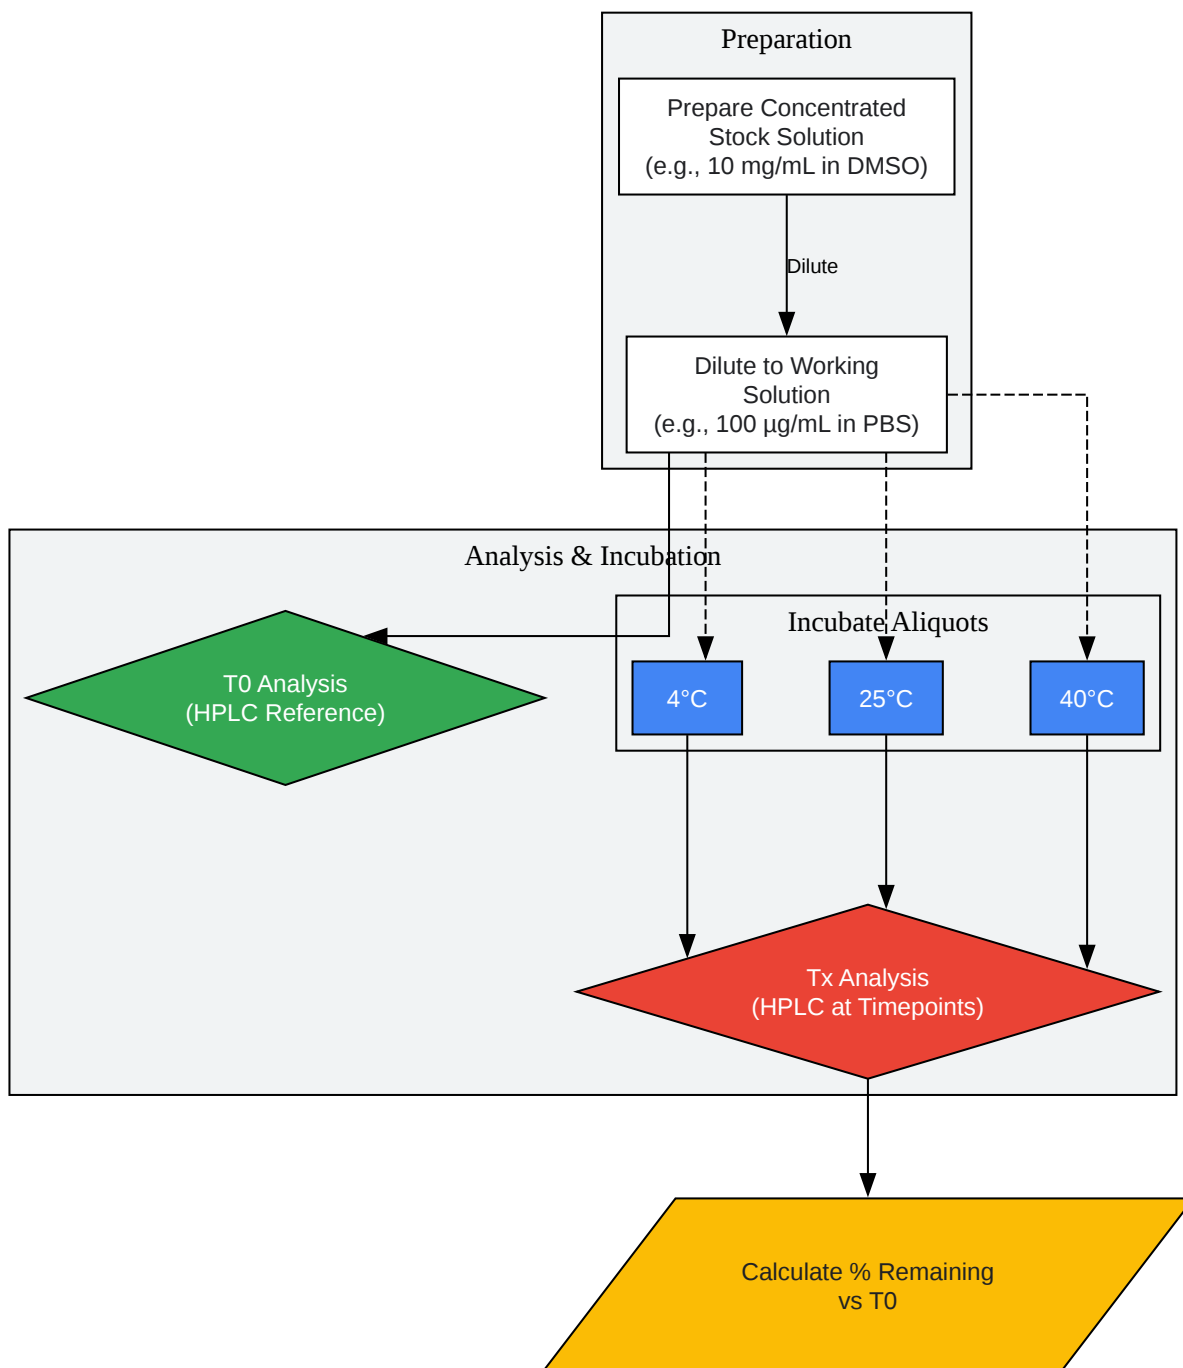 Preparation
Prepare Concentrated
Stock Solution
(e.g., 10 mg/mL in DMSO)
Dilute
Dilute to Working
Solution
(e.g., 100 µg/mL in PBS)
Analysis & Incubation
Incubate Aliquots
T0 Analysis
(HPLC Reference)
4°C
25°C
40°C
Tx Analysis
(HPLC at Timepoints)
Calculate % Remaining
vs T0